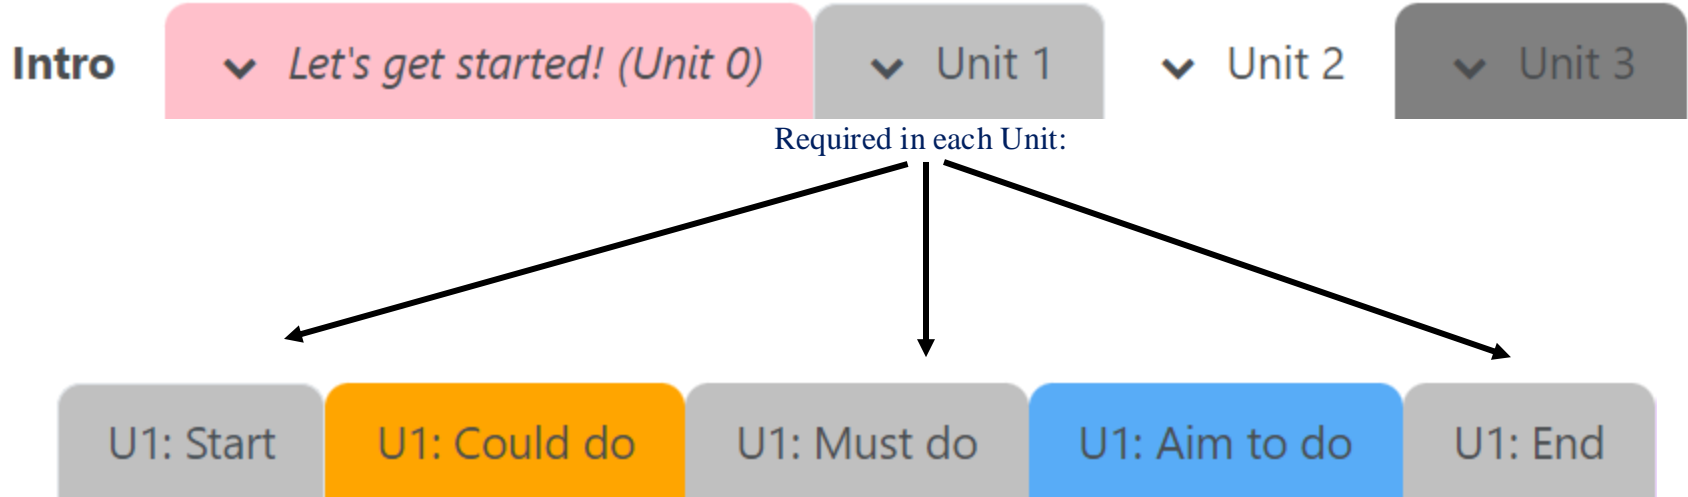 Intro Let's get started! (Unit 0) Unit 1 Unit 2 Unit 3
Required in each Unit:
U1: Start U1: Could do U1: Must do U1: Aim to do U1: End